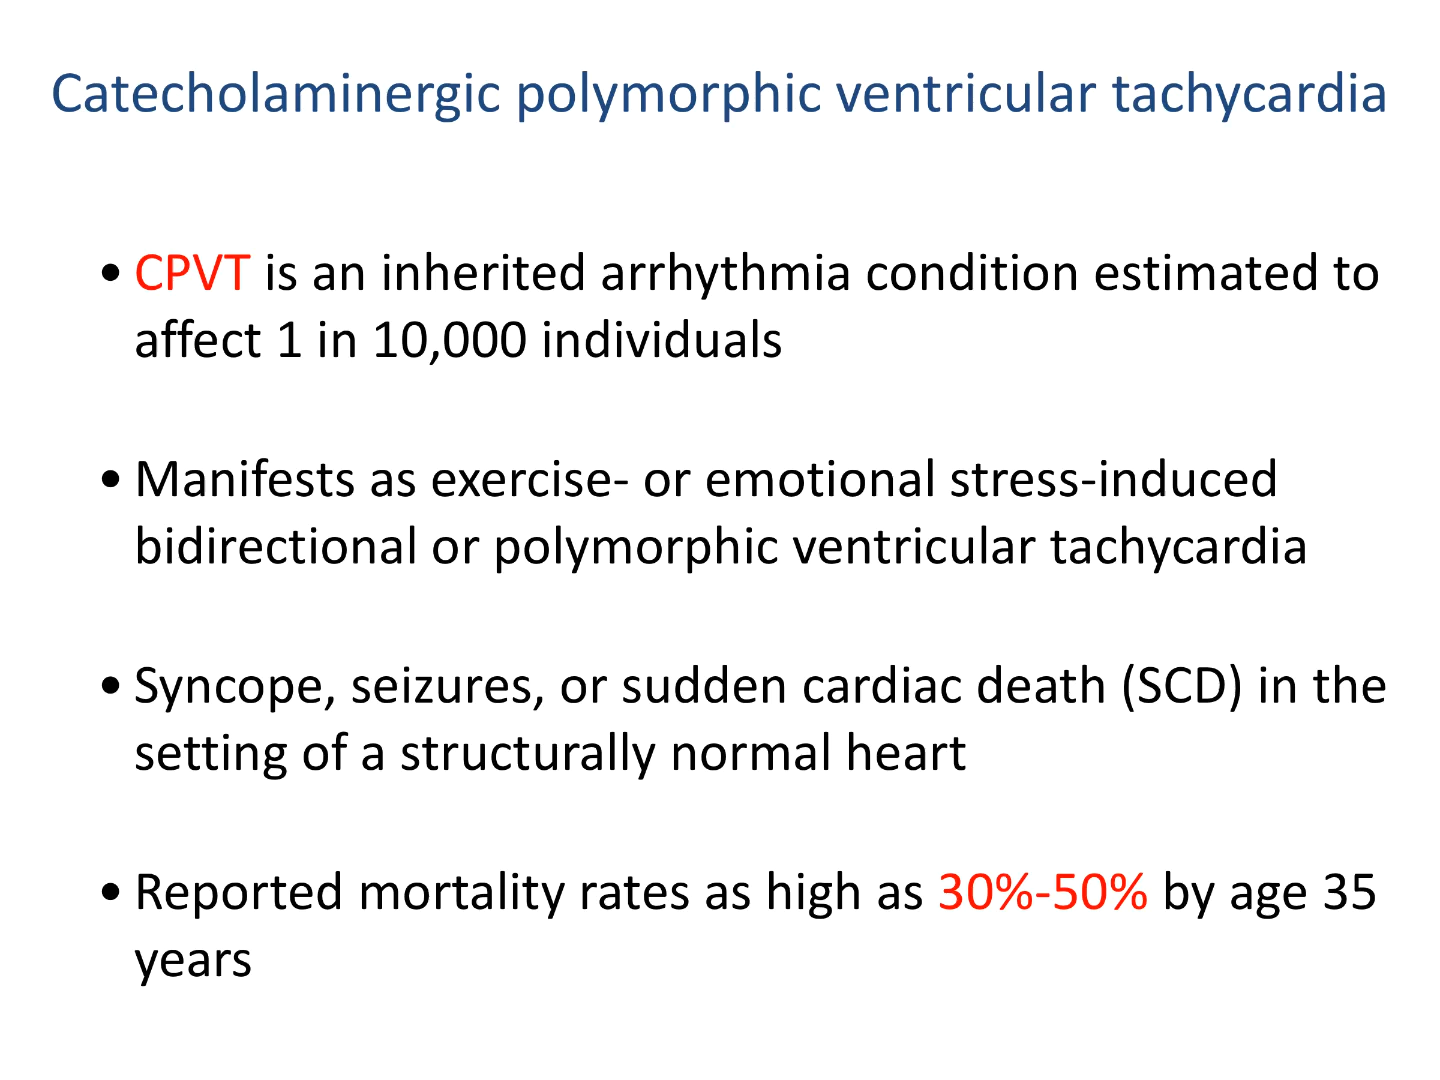 Catecholaminergic polymorphic ventricular tachycardia
• CPVT is an inherited arrhythmia condition estimated to
affect 1 in 10,000 individuals
• Manifests as exercise- or emotional stress-induced
bidirectional or polymorphic ventricular tachycardia
• Syncope, seizures, or sudden cardiac death (SCD) in the
setting of a structurally normal heart
• Reported mortality rates as high as 30%-50% by age 35
years